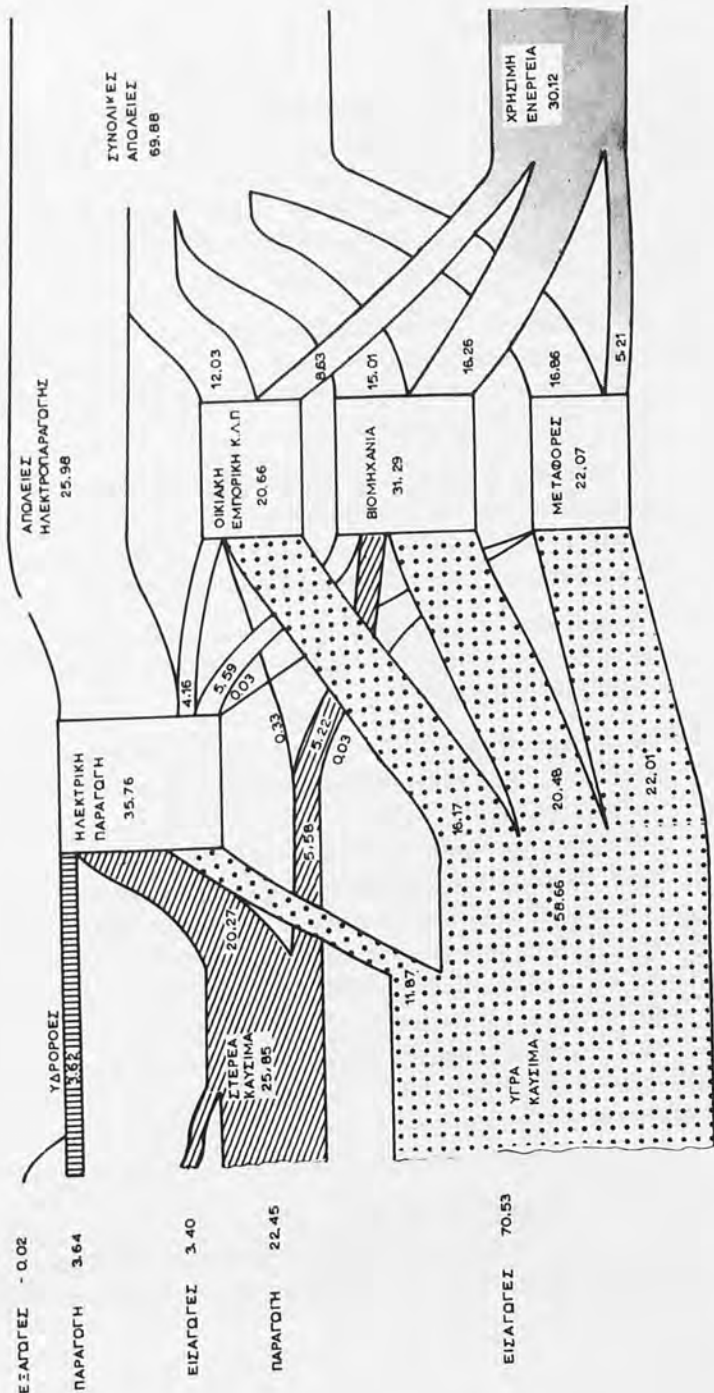 ΕΞΑΓΩΓΕΣ - 0.02
ΠΑΡΑΓΩΓΗ 3.64
ΕΙΣΑΓΩΓΕΣ 3.40
ΠΑΡΑΓΩΓΗ 22.45
ΕΙΣΑΓΩΓΕΣ 70.53
ΥΔΡΟΡΟΕΣ
3.62
ΣΤΕΡΕΑ
ΚΑΥΣΙΜΑ
25,85
ΥΓΡΑ
ΚΑΥΣΙΜΑ
20.27
11.87
58.66
ΗΛΕΚΤΡΙΚΗ
ΠΑΡΑΓΩΓΗ
35.76
5,58
16.17
20.48
22,01
4.16
5.59
0.03
0.33
5,22
0,03
ΑΠΩΛΕΙΕΣ
ΗΛΕΚΤΡΟΠΑΡΑΓΩΓΗΣ
25.98
ΟΙΚΙΑΚΗ
ΕΜΠΟΡΙΚΗ Κ.Λ.Π
20,66
ΒΙΟΜΗΧΑΝΙΑ
31. 29
ΜΕΤΑΦΟΡΕΣ
22,07
12,03
8,63
15,01
16.26
16.86
5.21
ΣΥΝΟΛΙΚΕΣ
ΑΠΩΛΕΙΕΣ
69.88
ΧΡΗΣΙΜΗ
ΕΝΕΡΓΕΙΑ
30.12